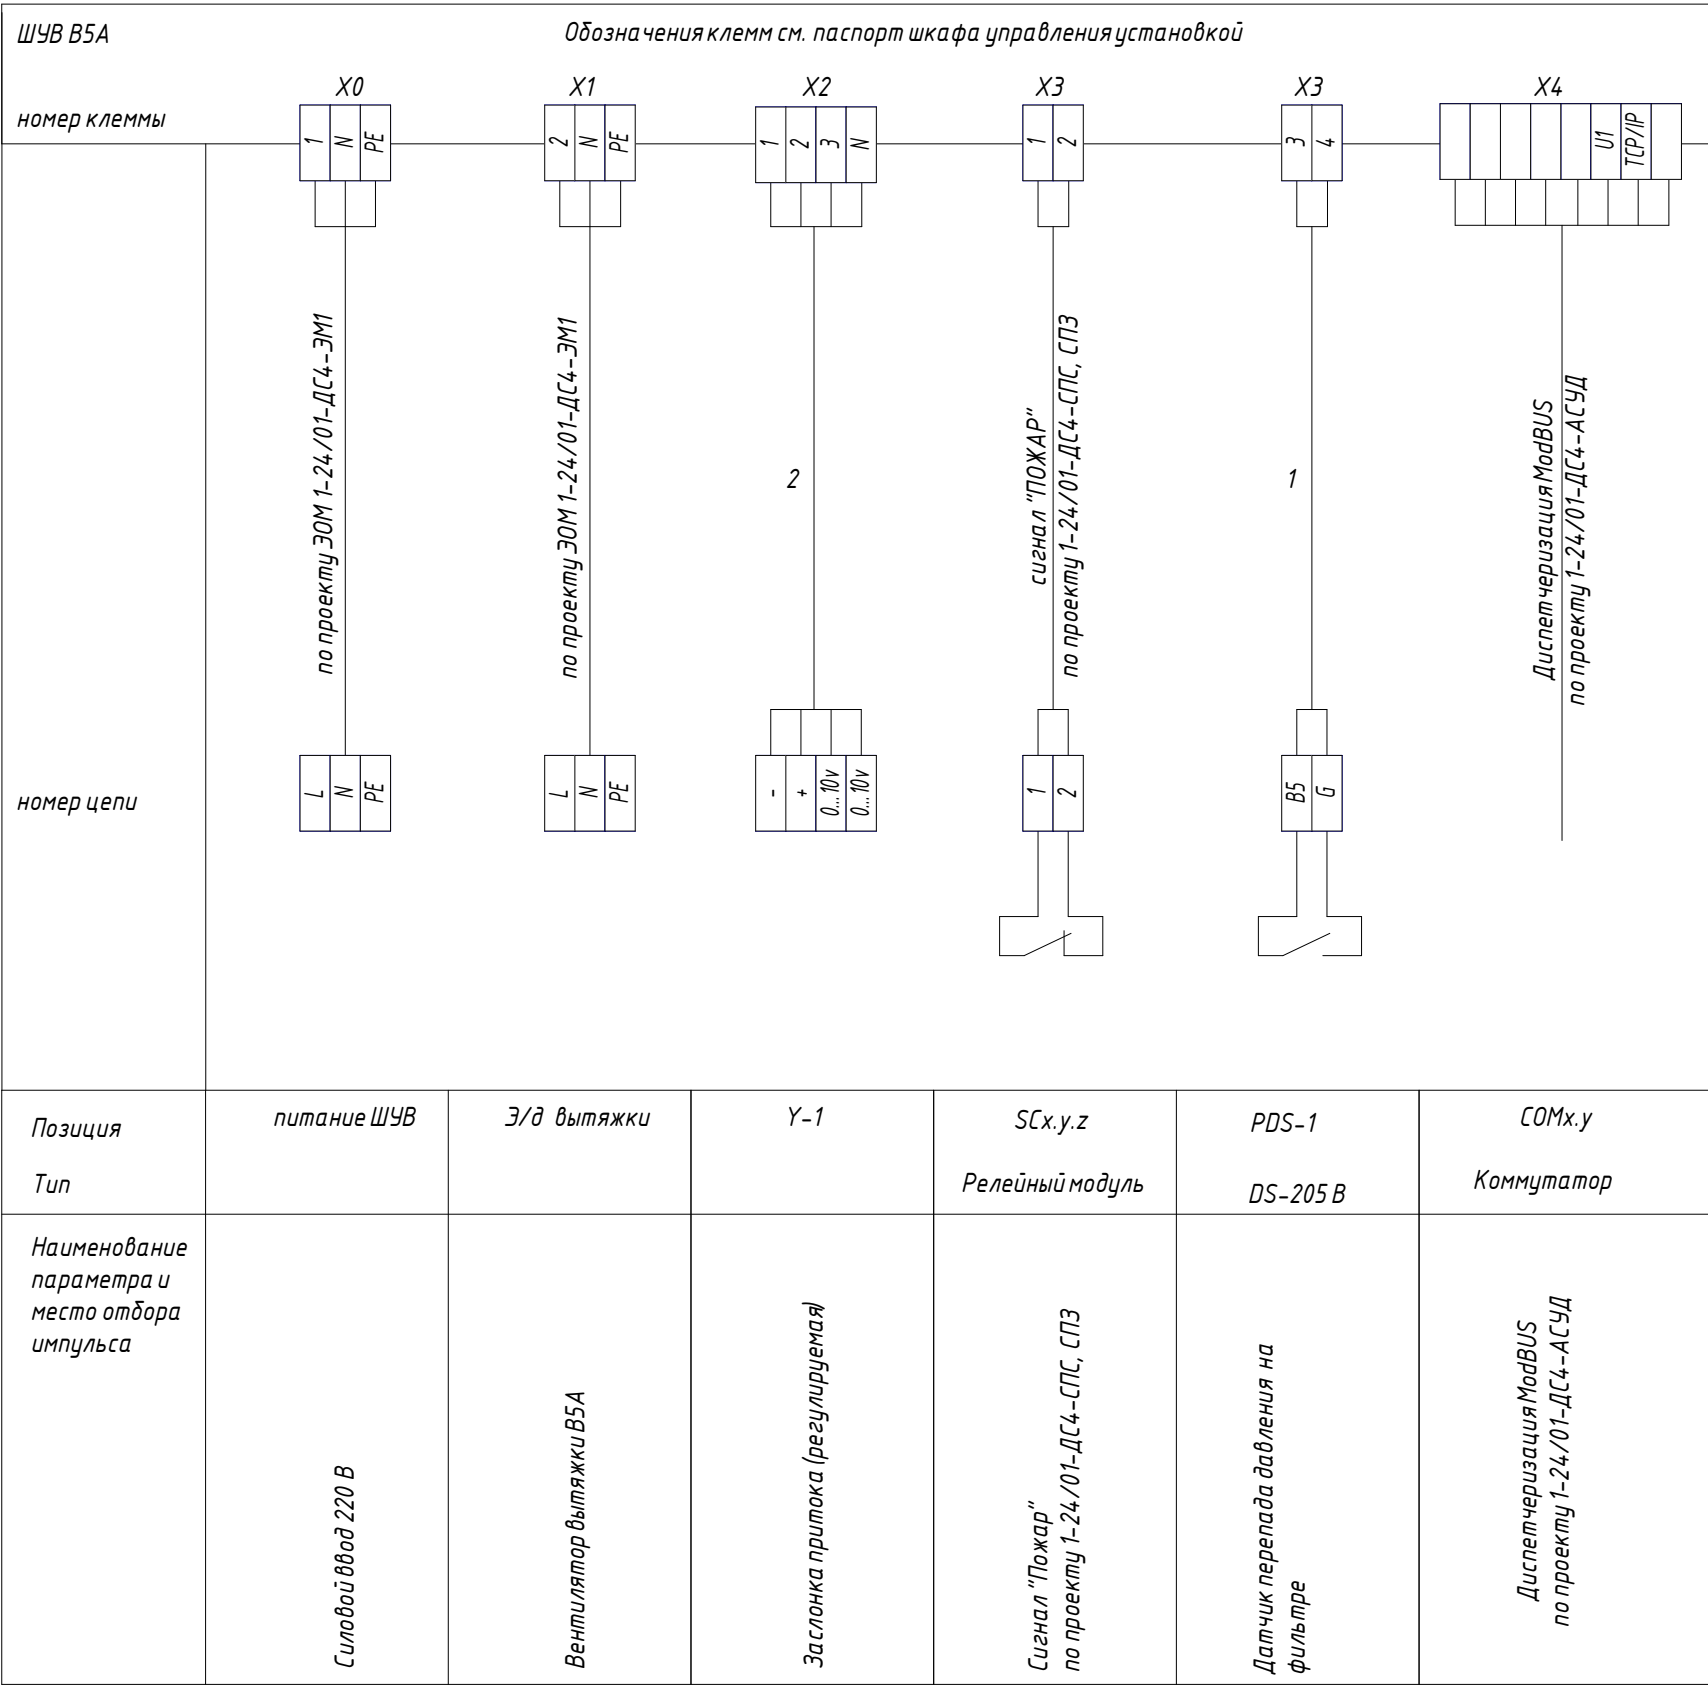 ШУВ В5А
Обозначения клемм см. паспорт шкафа управления установкой
X0
X1
X2
X3
X3
X4
номер клеммы
1
N
PE
2
N
PE
1
2
3
N
1
2
3
4
U1
TCP/IP
по проекту ЭОМ 1-24/01-ДС4-ЭМ1
по проекту ЭОМ 1-24/01-ДС4-ЭМ1
2
сигнал "ПОЖАР"
по проекту 1-24/01-ДС4-СПС, СПЗ
1
Диспетчеризация ModBUS
по проекту 1-24/01-ДС4-АСУД
номер цепи
L
N
PE
L
N
PE
-
+
0...10v
0...10v
1
2
B5
G
Позиция
питание ШУВ
Э/д вытяжки
Y-1
SCx.y.z
PDS-1
COMx.y
Тип
Релейный модуль
DS-205 B
Коммутатор
Наименование
параметра и
место отбора
импульса
Силовой ввод 220 В
Вентилятор вытяжки В5А
Заслонка притока (регулируемая)
Сигнал "Пожар"
по проекту 1-24/01-ДС4-СПС, СПЗ
Датчик перепада давления на
фильтре
Диспетчеризация ModBUS
по проекту 1-24/01-ДС4-АСУД